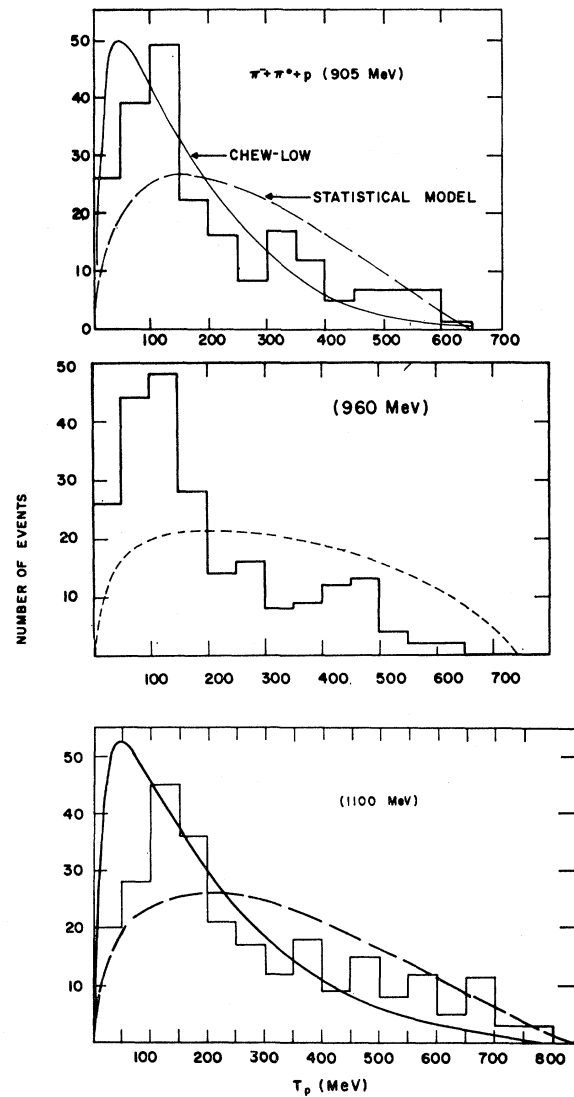 50
π⁻+π⁰+p (905 MeV)
40
30
CHEW-LOW
20
STATISTICAL MODEL
10
0
100 200 300 400 500 600 700
50
(960 MeV)
40
30
20
10
100 200 300 400 500 600 700
NUMBER OF EVENTS
50
(1100 MeV)
40
30
20
10
100 200 300 400 500 600 700 800
Tp (MeV)